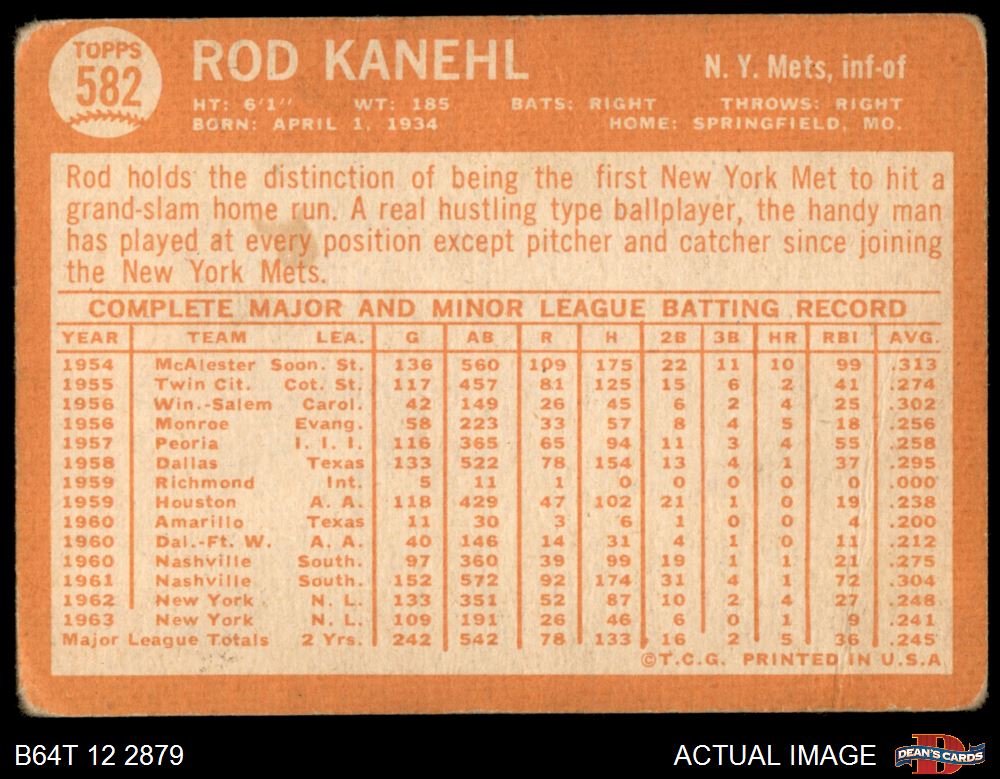 TOPPS
582
ROD KANEHL
N. Y. Mets, inf-of
HT: 6'1" WT: 185 BATS: RIGHT THROWS: RIGHT
BORN: APRIL 1, 1934 HOME: SPRINGFIELD, MO.
Rod holds the distinction of being the first New York Met to hit a
grand-slam home run. A real hustling type ballplayer, the handy man
has played at every position except pitcher and catcher since joining
the New York Mets.
COMPLETE MAJOR AND MINOR LEAGUE BATTING RECORD
YEAR TEAM LEA. G AB R H 2B 3B HR RBI AVG.
1954 McAlester Soon. St. 136 560 109 175 22 11 10 99 .313
1955 Twin Cit. Cot. St. 117 457 81 125 15 6 2 41 .274
1956 Win.-Salem Carol. 42 149 26 45 6 2 4 25 .302
1956 Monroe Evang. 58 223 33 57 8 4 5 18 .256
1957 Peoria I. I. I. 116 365 65 94 11 3 4 55 .258
1958 Dallas Texas 133 522 78 154 13 4 1 37 .295
1959 Richmond Int. 5 11 1 0 0 0 0 0 .000
1959 Houston A. A. 118 429 47 102 21 1 0 19 .238
1960 Amarillo Texas 11 30 3 6 1 0 0 4 .200
1960 Dal.-Ft. W. A. A. 40 146 14 31 4 1 0 11 .212
1960 Nashville South. 97 360 39 99 19 1 1 21 .275
1961 Nashville South. 152 572 92 174 31 4 1 72 .304
1962 New York N. L. 133 351 52 87 10 2 4 27 .248
1963 New York N. L. 109 191 26 46 6 0 1 9 .241
Major League Totals 2 Yrs. 242 542 78 133 16 2 5 36 .245
©T.C.G. PRINTED IN U.S.A
B64T 12 2879
ACTUAL IMAGE
DEAN'S CARDS